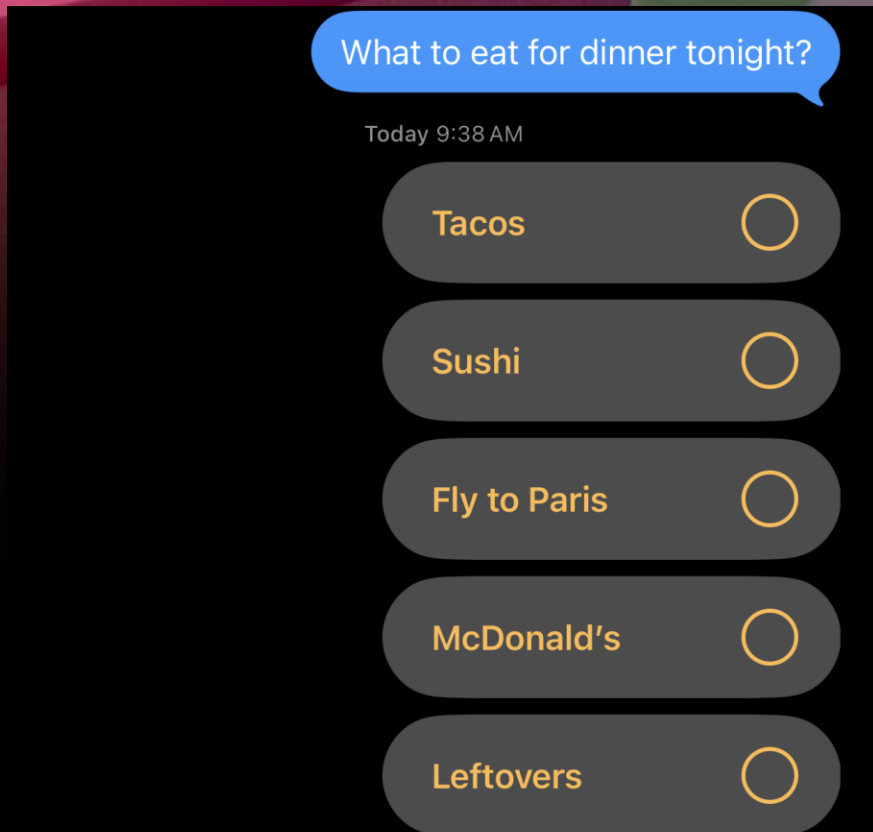 What to eat for dinner tonight?
Today 9:38 AM
Tacos
Sushi
Fly to Paris
McDonald’s
Leftovers